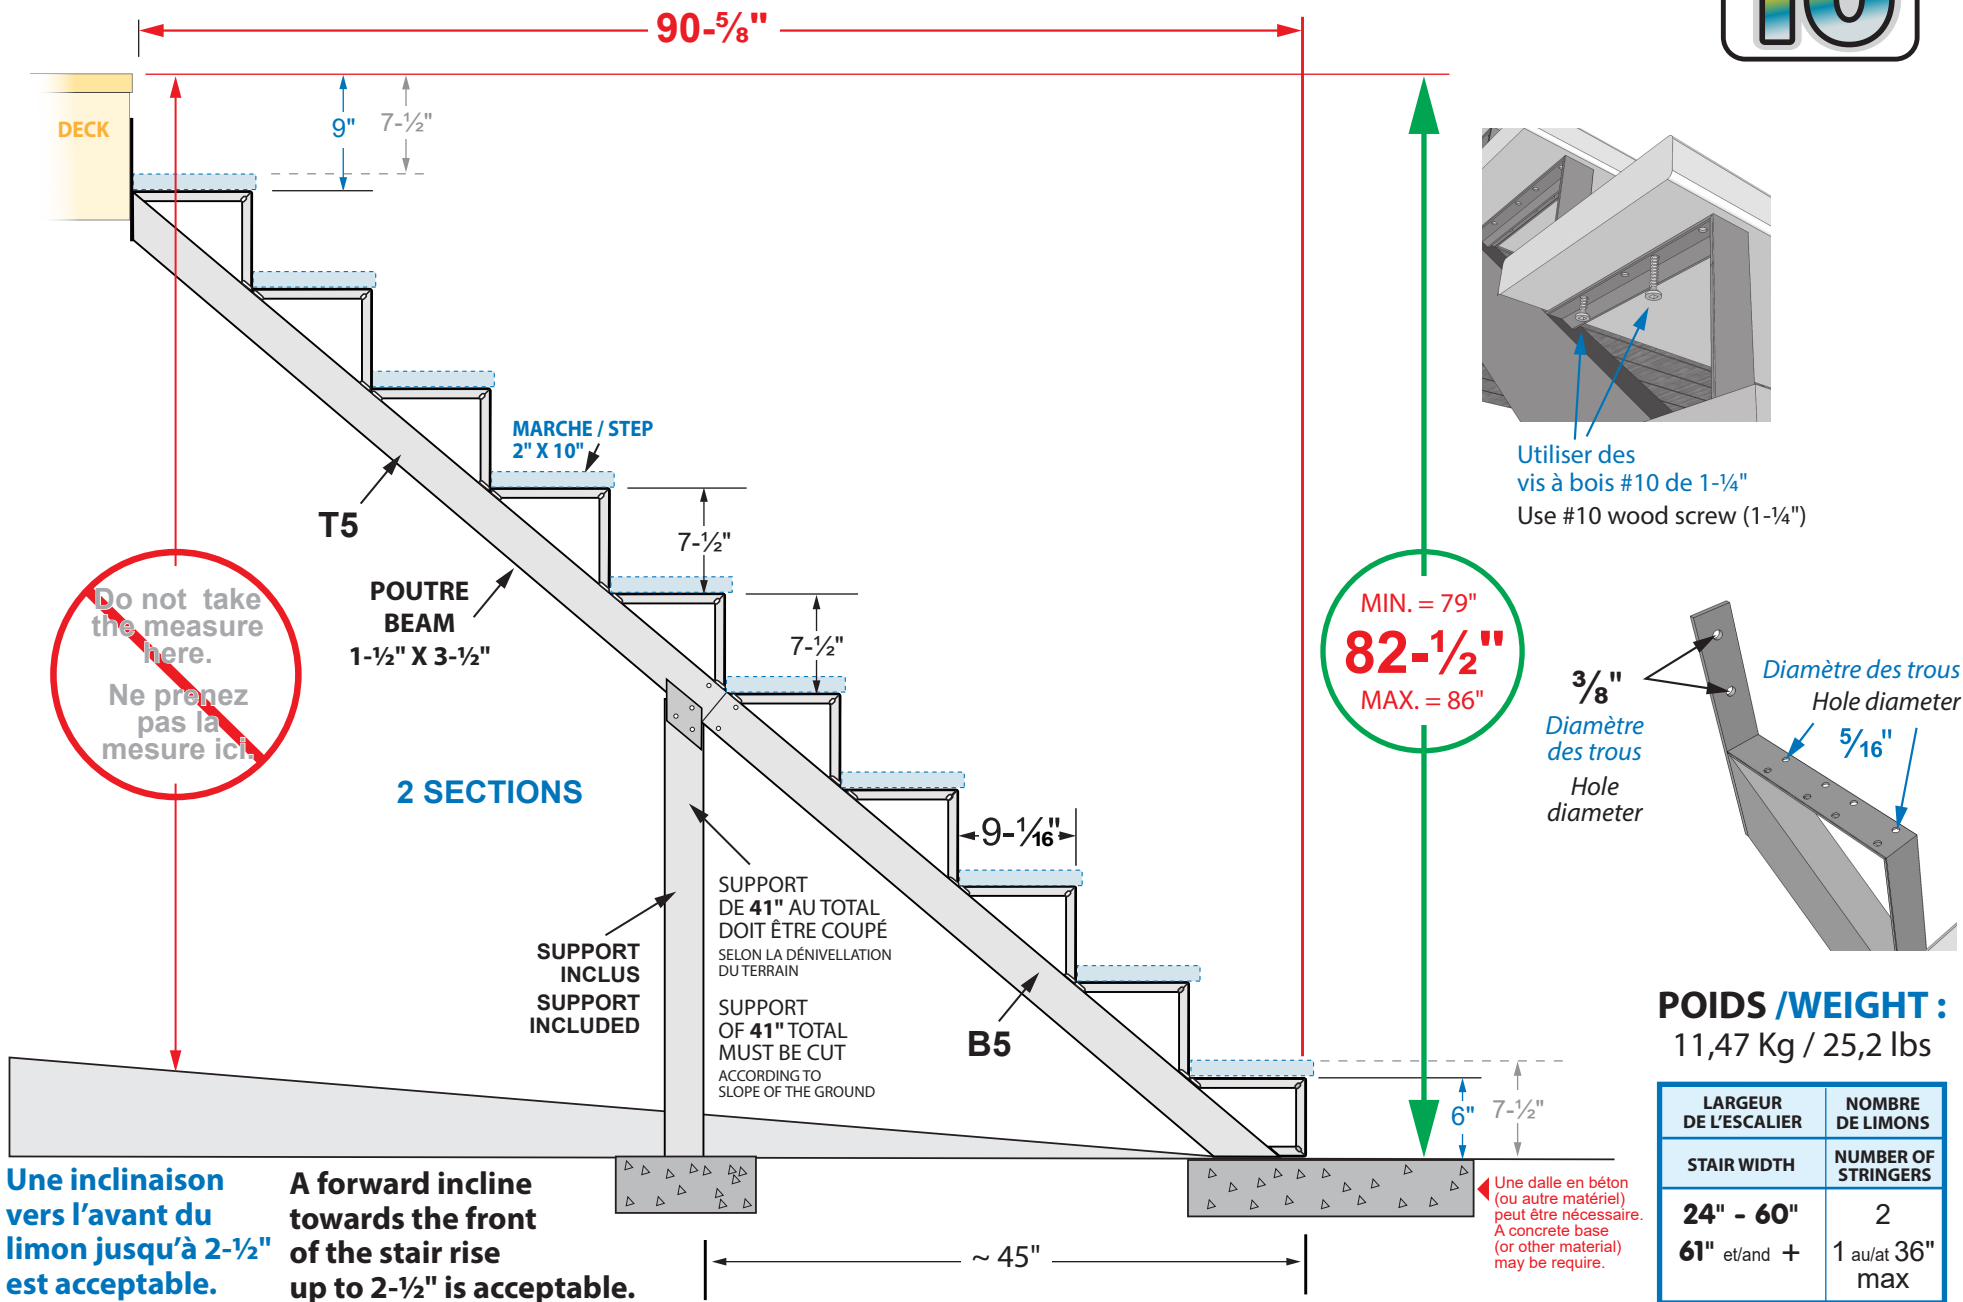 90-⅝"
10
DECK
9"
7-½"
MARCHE / STEP
2" X 10"
T5
POUTRE
BEAM
1-½" X 3-½"
7-½"
7-½"
Do not take
the measure
here.
Ne prenez
pas la
mesure ici.
2 SECTIONS
MIN. = 79"
82-½"
MAX. = 86"
Utiliser des
vis à bois #10 de 1-¼"
Use #10 wood screw (1-¼")
⅜"
Diamètre
des trous
Hole
diameter
Diamètre des trous
Hole diameter
5/16"
9-1/16"
SUPPORT
DE 41" AU TOTAL
DOIT ÊTRE COUPÉ
SELON LA DÉNIVELLATION
DU TERRAIN
SUPPORT
OF 41" TOTAL
MUST BE CUT
ACCORDING TO
SLOPE OF THE GROUND
SUPPORT
INCLUS
SUPPORT
INCLUDED
B5
6"
7-½"
POIDS /WEIGHT :
11,47 Kg / 25,2 lbs
LARGEUR
DE L'ESCALIER
NOMBRE
DE LIMONS
STAIR WIDTH
NUMBER OF
STRINGERS
24" - 60"
2
61" et/and +
1 au/at 36"
max
Une inclinaison
vers l'avant du
limon jusqu'à 2-½"
est acceptable.
A forward incline
towards the front
of the stair rise
up to 2-½" is acceptable.
~ 45"
Une dalle en béton
(ou autre matériel)
peut être nécessaire.
A concrete base
(or other material)
may be require.